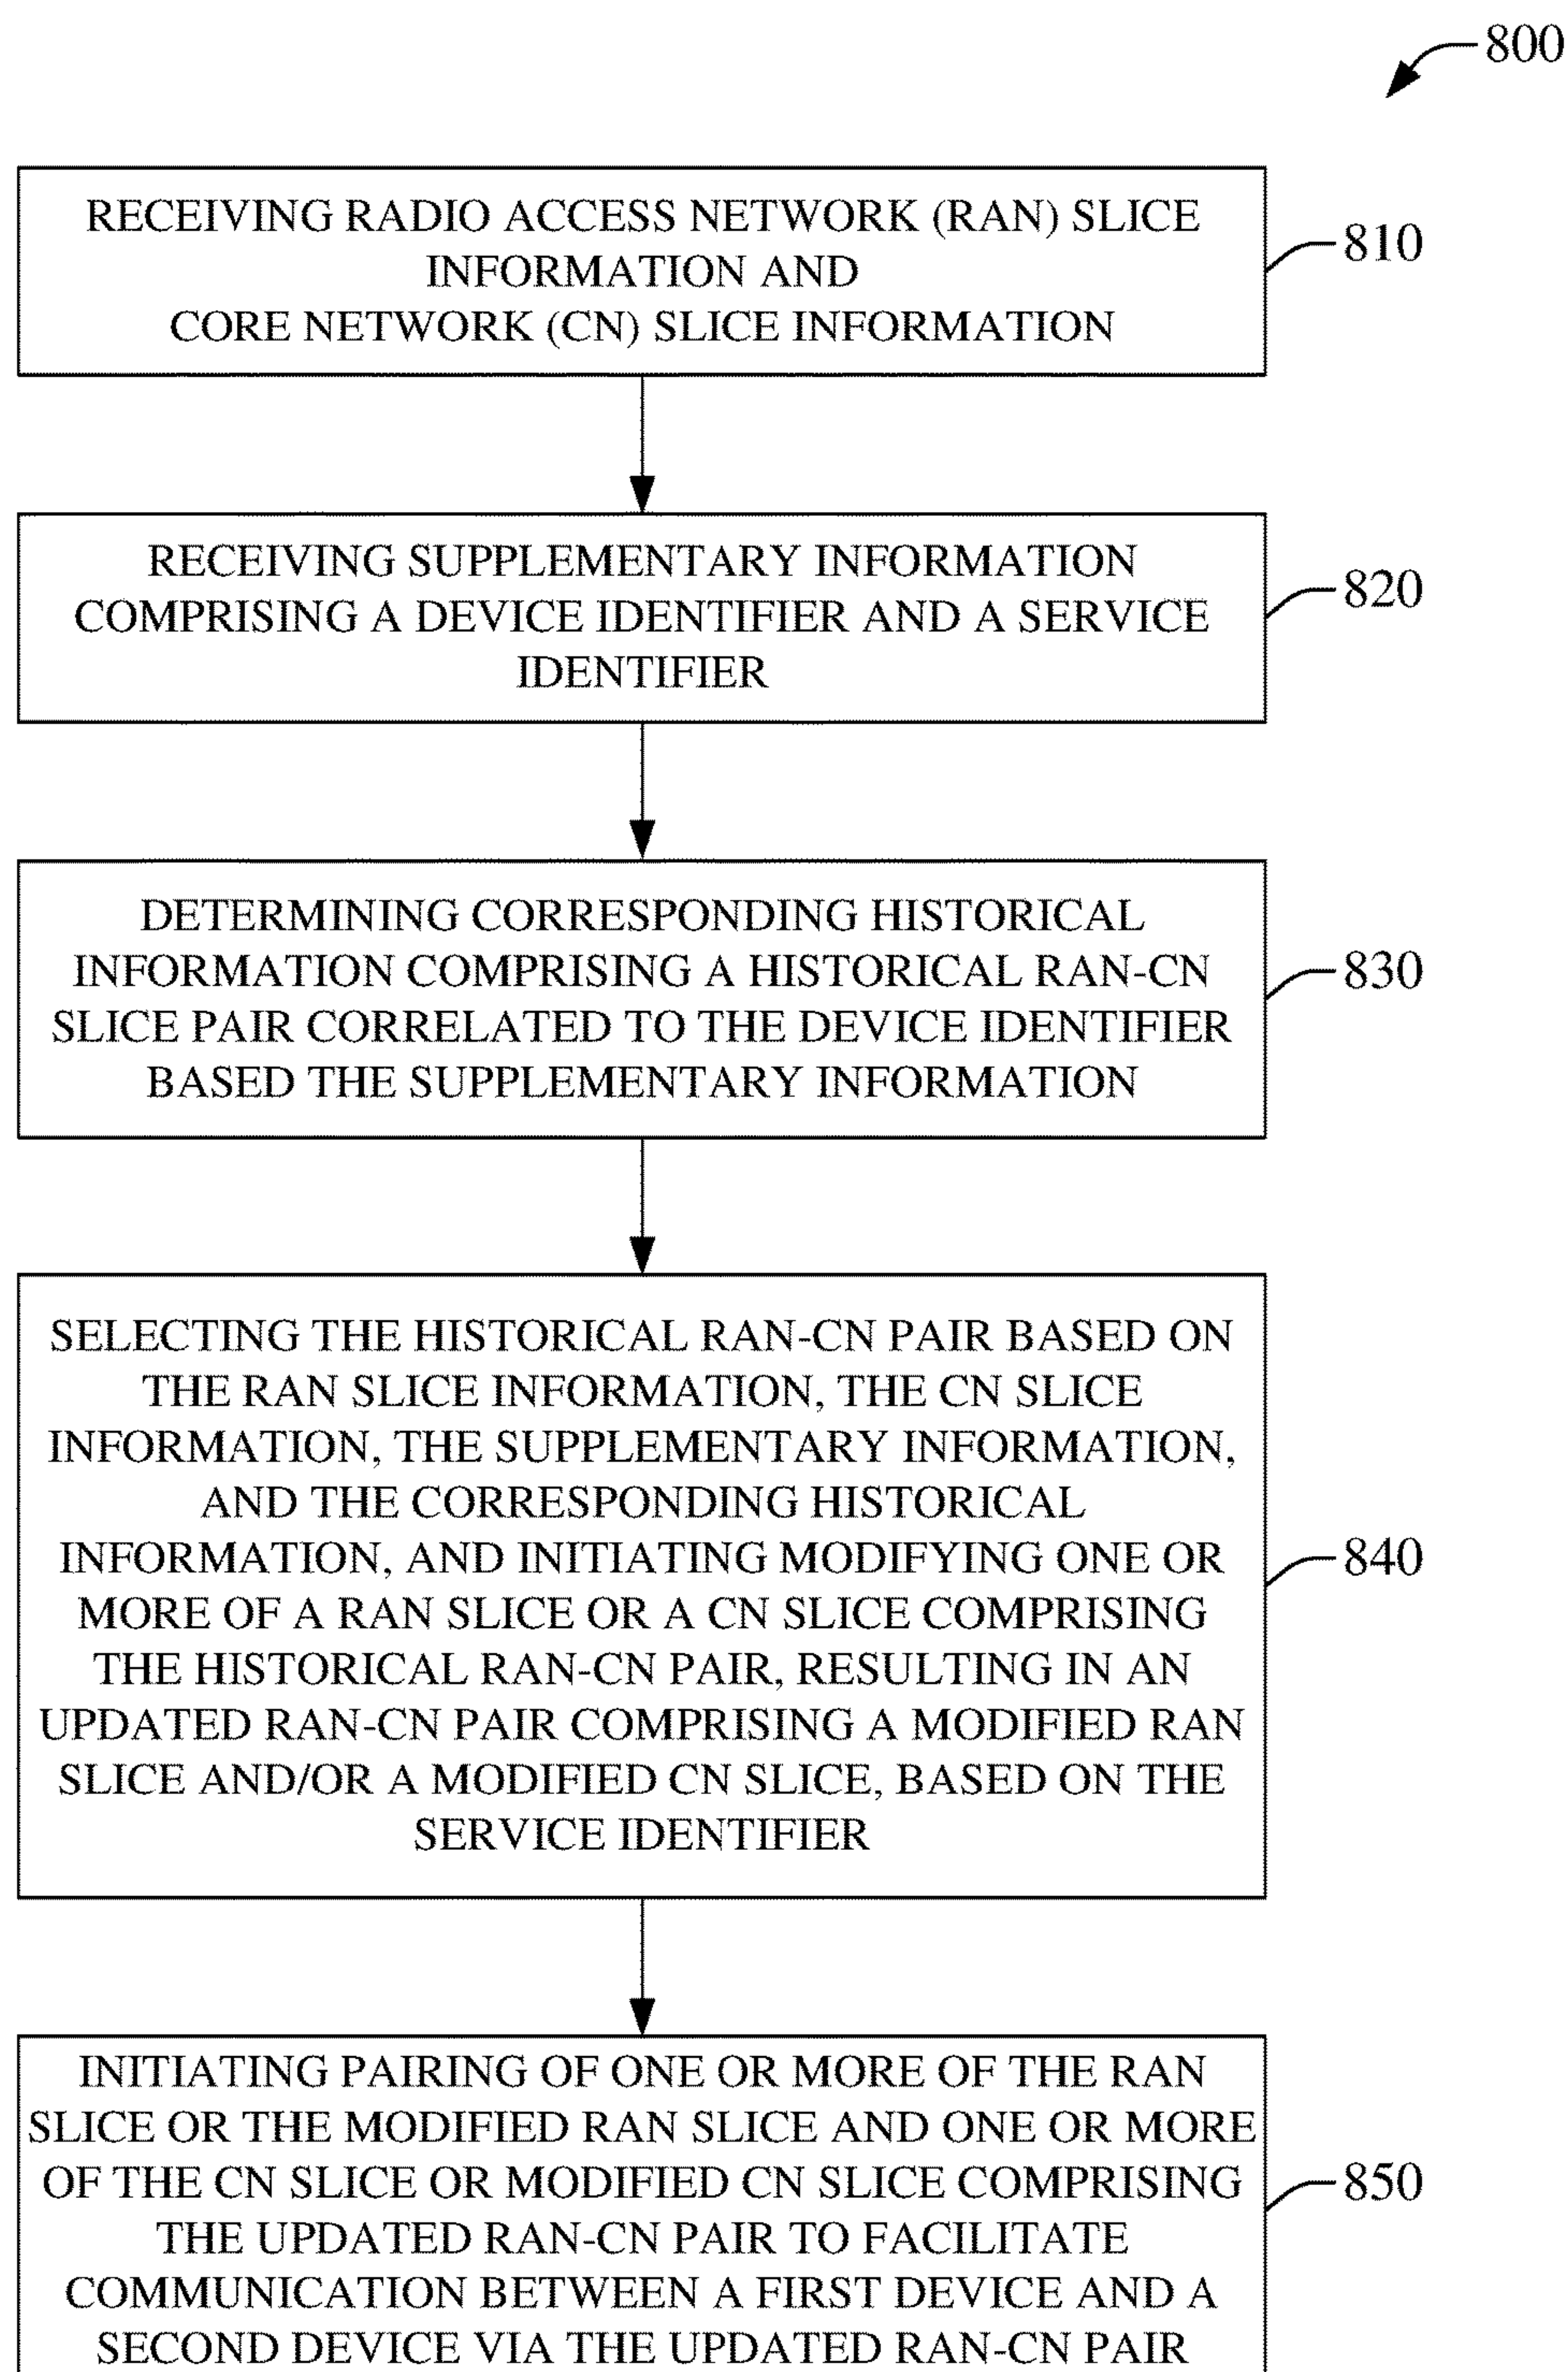 800
RECEIVING RADIO ACCESS NETWORK (RAN) SLICE
INFORMATION AND
CORE NETWORK (CN) SLICE INFORMATION
810
RECEIVING SUPPLEMENTARY INFORMATION
COMPRISING A DEVICE IDENTIFIER AND A SERVICE
IDENTIFIER
820
DETERMINING CORRESPONDING HISTORICAL
INFORMATION COMPRISING A HISTORICAL RAN-CN
SLICE PAIR CORRELATED TO THE DEVICE IDENTIFIER
BASED THE SUPPLEMENTARY INFORMATION
830
SELECTING THE HISTORICAL RAN-CN PAIR BASED ON
THE RAN SLICE INFORMATION, THE CN SLICE
INFORMATION, THE SUPPLEMENTARY INFORMATION,
AND THE CORRESPONDING HISTORICAL
INFORMATION, AND INITIATING MODIFYING ONE OR
MORE OF A RAN SLICE OR A CN SLICE COMPRISING
THE HISTORICAL RAN-CN PAIR, RESULTING IN AN
UPDATED RAN-CN PAIR COMPRISING A MODIFIED RAN
SLICE AND/OR A MODIFIED CN SLICE, BASED ON THE
SERVICE IDENTIFIER
840
INITIATING PAIRING OF ONE OR MORE OF THE RAN
SLICE OR THE MODIFIED RAN SLICE AND ONE OR MORE
OF THE CN SLICE OR MODIFIED CN SLICE COMPRISING
THE UPDATED RAN-CN PAIR TO FACILITATE
COMMUNICATION BETWEEN A FIRST DEVICE AND A
SECOND DEVICE VIA THE UPDATED RAN-CN PAIR
850